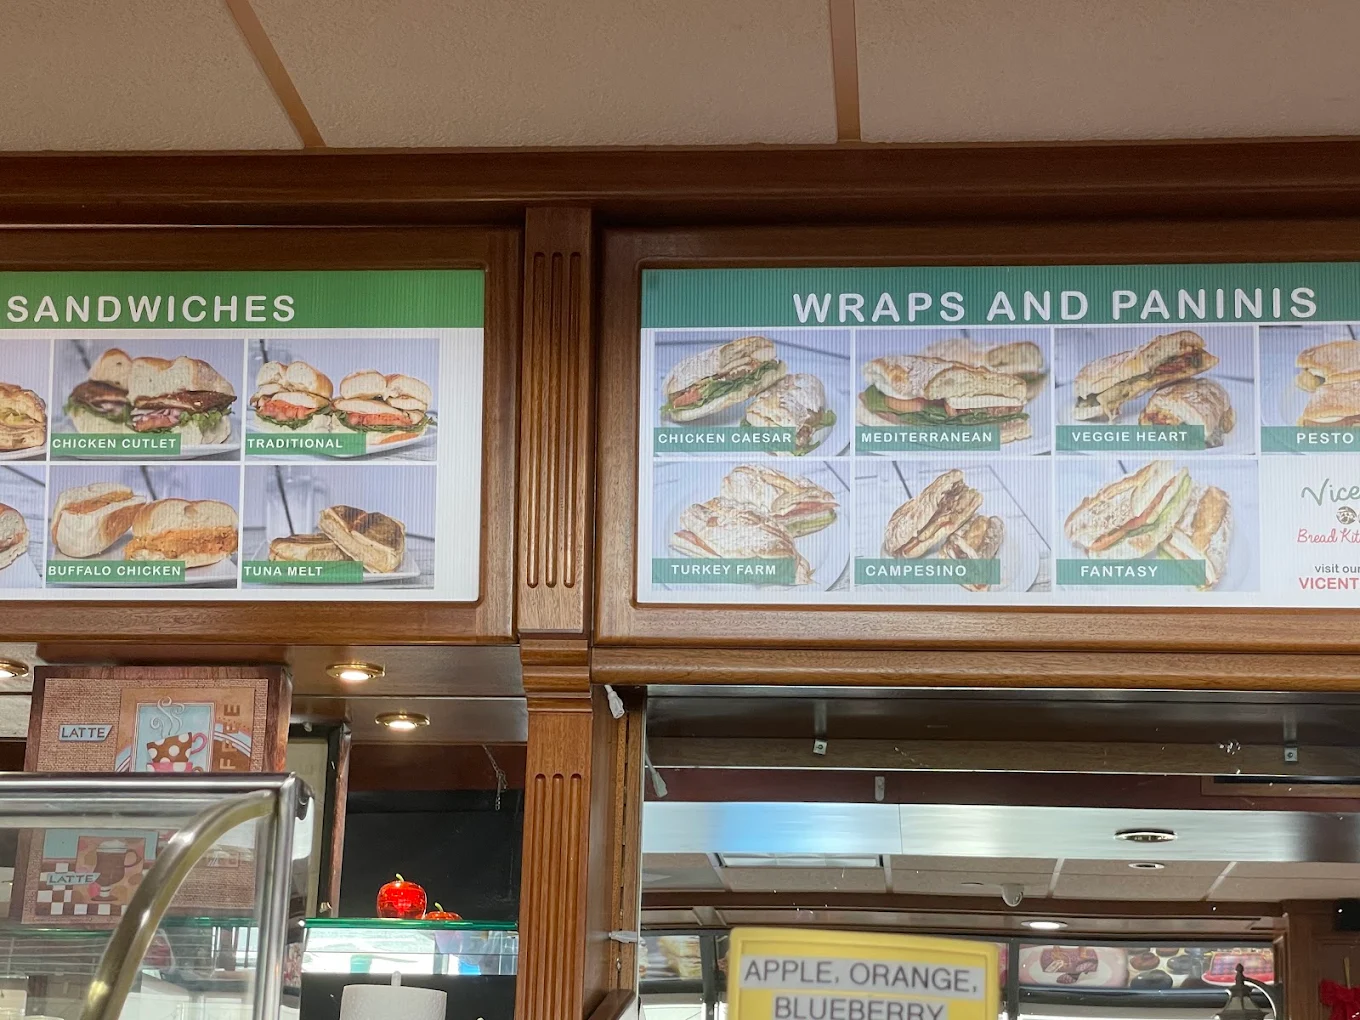 SANDWICHES
CHICKEN CUTLET
TRADITIONAL
BUFFALO CHICKEN
TUNA MELT
WRAPS AND PANINIS
CHICKEN CAESAR
MEDITERRANEAN
VEGGIE HEART
PESTO
TURKEY FARM
CAMPESINO
FANTASY
Bread
visit
LATTE
LATTE
APPLE, ORANGE,
BLUEBERRY